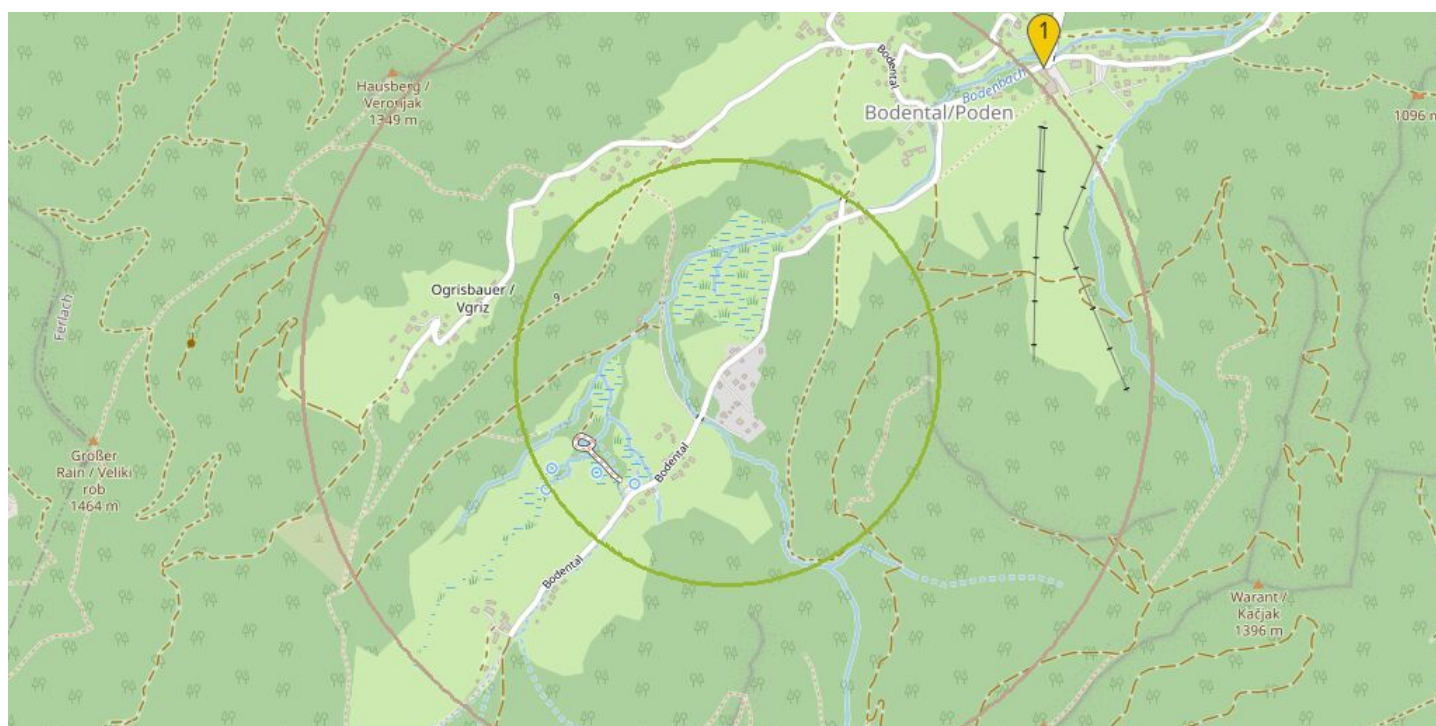 1
Hausberg /
Veronjak
1349 m
Bodental
Bodenbach
Bodental/Poden
1096 m
Ogrisbauer /
Vgriz
9
Ferlach
Großer
Rain / Veliki
rob
1464 m
Bodental
Bodental
Warant /
Kačjak
1396 m